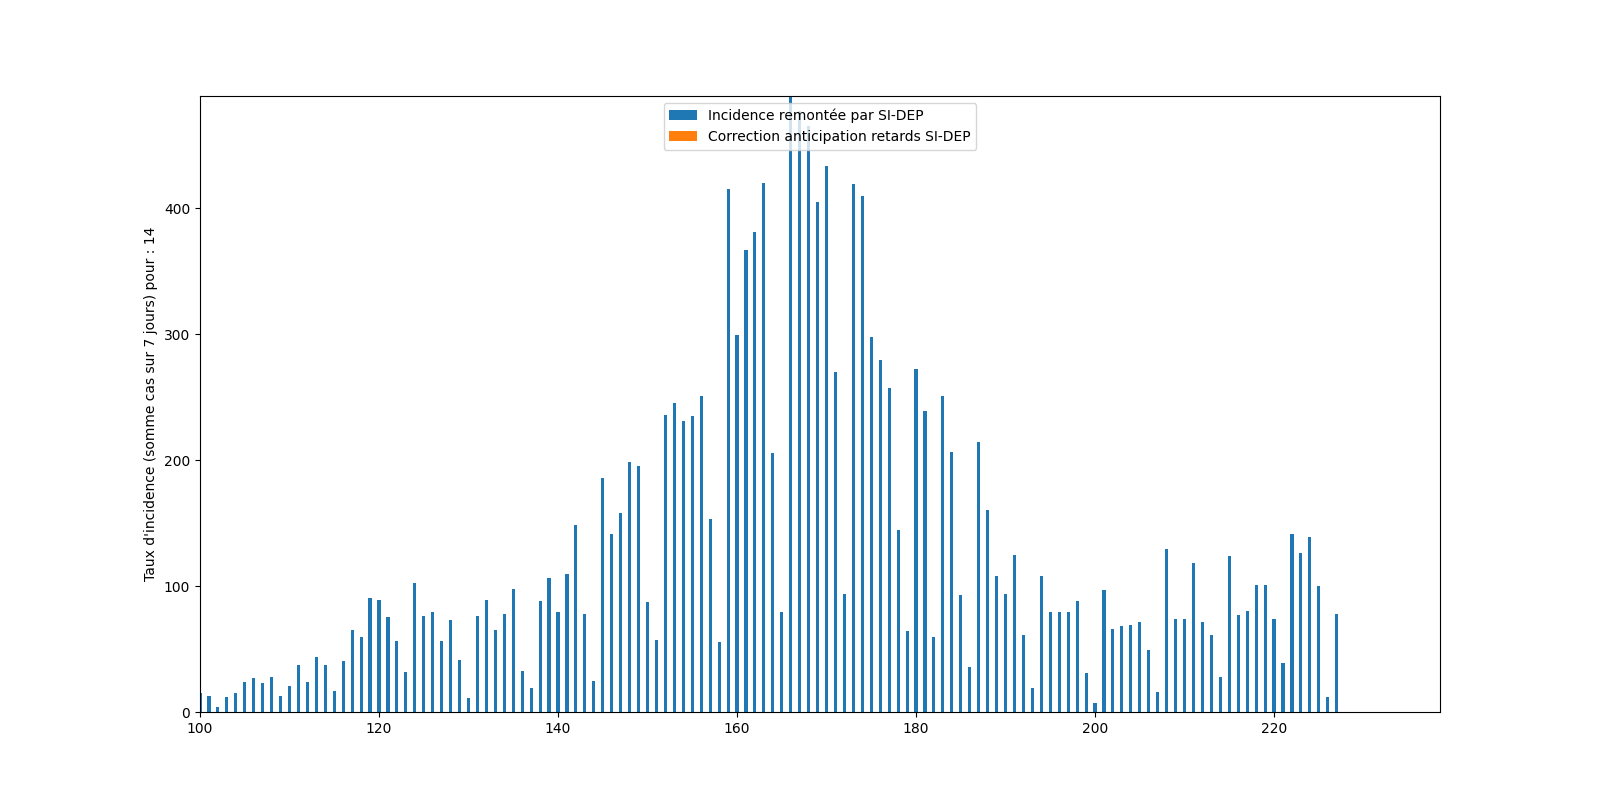 Incidence remontée par SI-DEP
Correction anticipation retards SI-DEP
Taux d'incidence (somme cas sur 7 jours) pour : 14
400
300
200
100
0
100 120 140 160 180 200 220